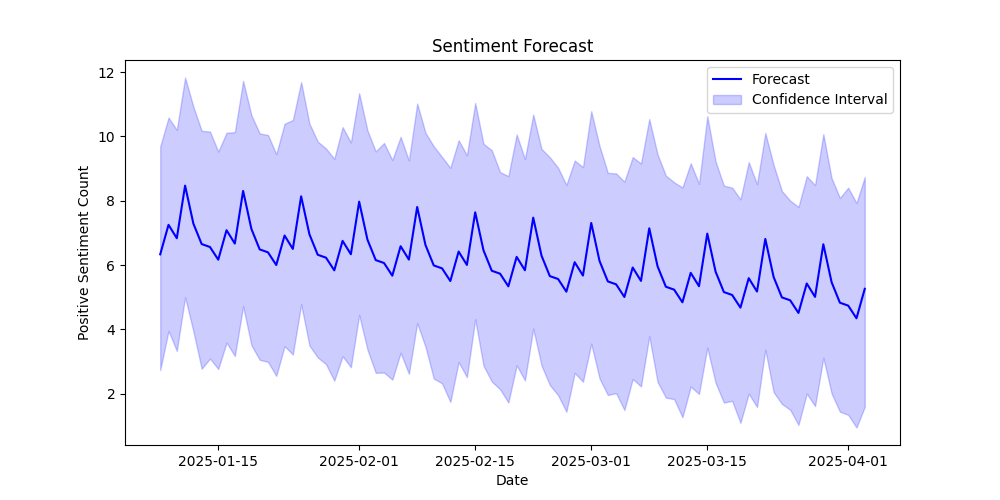 Sentiment Forecast
Positive Sentiment Count
12
10
8
6
4
2
Forecast
Confidence Interval
2025-01-15
2025-02-01
2025-02-15
2025-03-01
2025-03-15
2025-04-01
Date